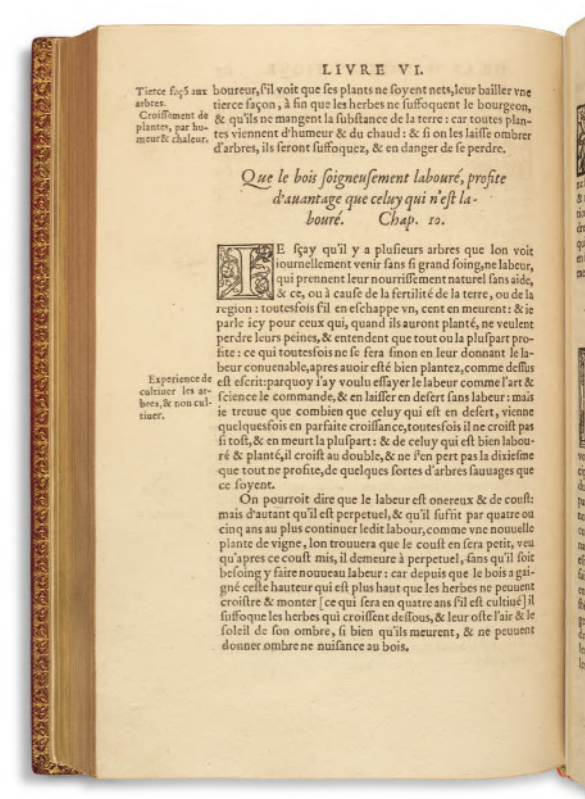 LIVRE VI.
Tierce façõ aux
arbres.
Croissement de
plantes, par hu-
meur & chaleur.
boureur, s'il voit que ses plants ne soyent nets, leur bailler vne
tierce façon, à fin que les herbes ne suffoquent le bourgeon,
& qu'ils ne mangent la substance de la terre : car toutes plan-
tes viennent d'humeur & du chaud : & si on les laisse ombrer
d'arbres, ils seront suffoquez, & en danger de se perdre.
Que le bois soigneusement labouré, profite
d'auantage que celuy qui n'est la-
bouré. Chap. 10.
IE sçay qu'il y a plusieurs arbres que lon voit
iournellement venir sans si grand soing, ne labeur,
qui prennent leur nourrissement naturel sans aide,
& ce, ou à cause de la fertilité de la terre, ou de la
region : toutesfois s'il en eschappe vn, cent en meurent : & ie
parle icy pour ceux qui, quand ils auront planté, ne veulent
perdre leurs peines, & entendent que tout ou la pluspart pro-
fite : ce qui toutesfois ne se fera sinon en leur donnant le la-
beur conuenable, apres auoir esté bien plantez, comme dessus
est escrit: parquoy i'ay voulu essayer le labeur comme l'art &
science le commande, & en laisser en desert sans labeur : mais
ie treuue que combien que celuy qui est en desert, vienne
quelquesfois en parfaite croissance, toutesfois il ne croist pas
si tost, & en meurt la pluspart : & de celuy qui est bien labou-
ré & planté, il croist au double, & ne s'en pert pas la dixiesme
que tout ne profite, de quelques sortes d'arbres sauuages que
ce soyent.
Experience de
cultiuer les ar-
bres, & non cul-
tiuer.
On pourroit dire que le labeur est onereux & de coust:
mais d'autant qu'il est perpetuel, & qu'il sufrit par quatre ou
cinq ans au plus continuer ledit labour, comme vne nouuelle
plante de vigne, lon trouuera que le coust en sera petit, veu
qu'apres ce coust mis, il demeure à perpetuel, sans qu'il soit
besoing y faire nouueau labeur : car depuis que le bois a gai-
gné ceste hauteur qui est plus haut que les herbes ne peuuent
croistre & monter [ce qui sera en quatre ans s'il est cultiué] il
suffoque les herbes qui croissent dessous, & leur oste l'air & le
soleil de son ombre, si bien qu'ils meurent, & ne peuuent
donner ombre ne nuisance au bois.